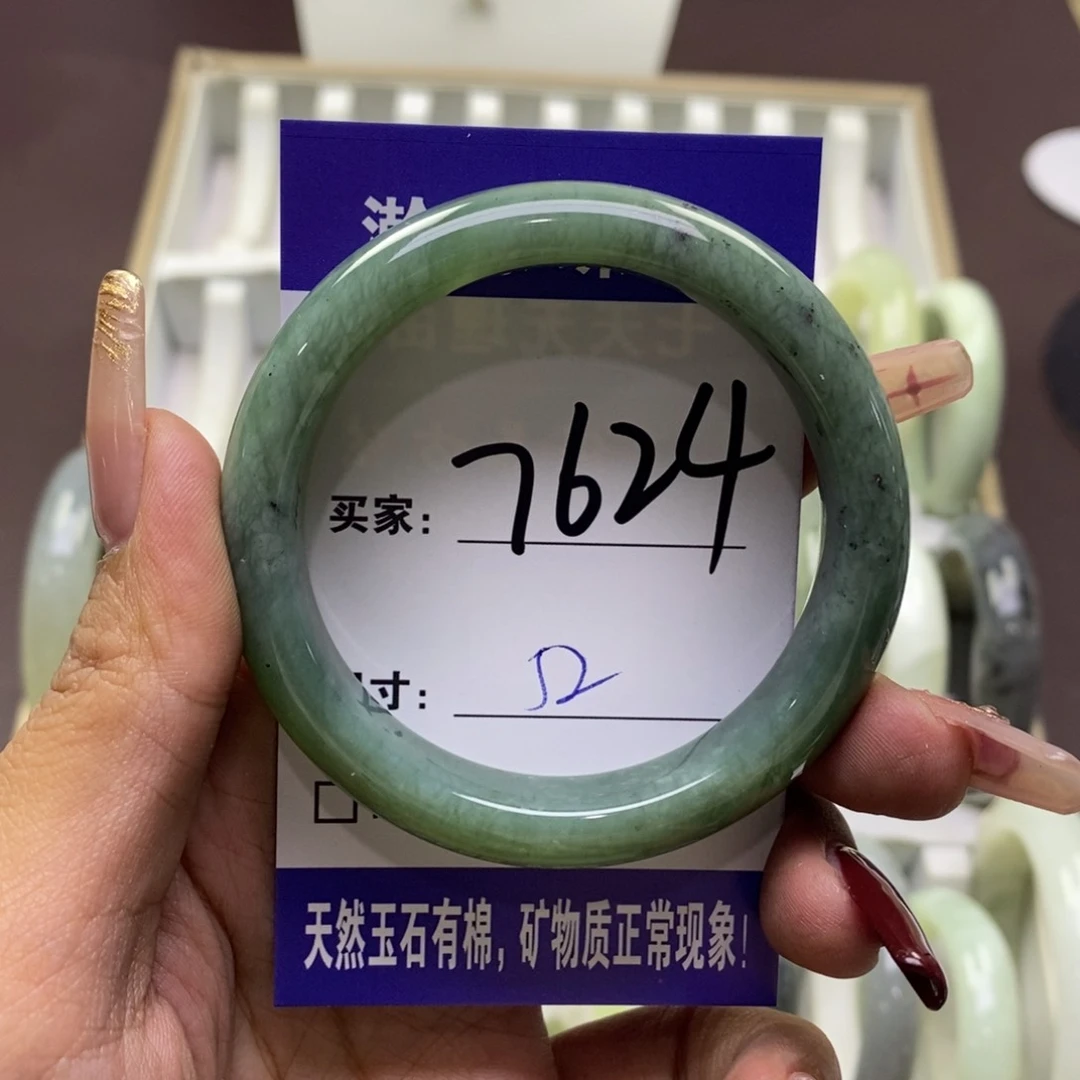 买家: 7624
寸: 52
天然玉石有棉, 矿物质正常现象!